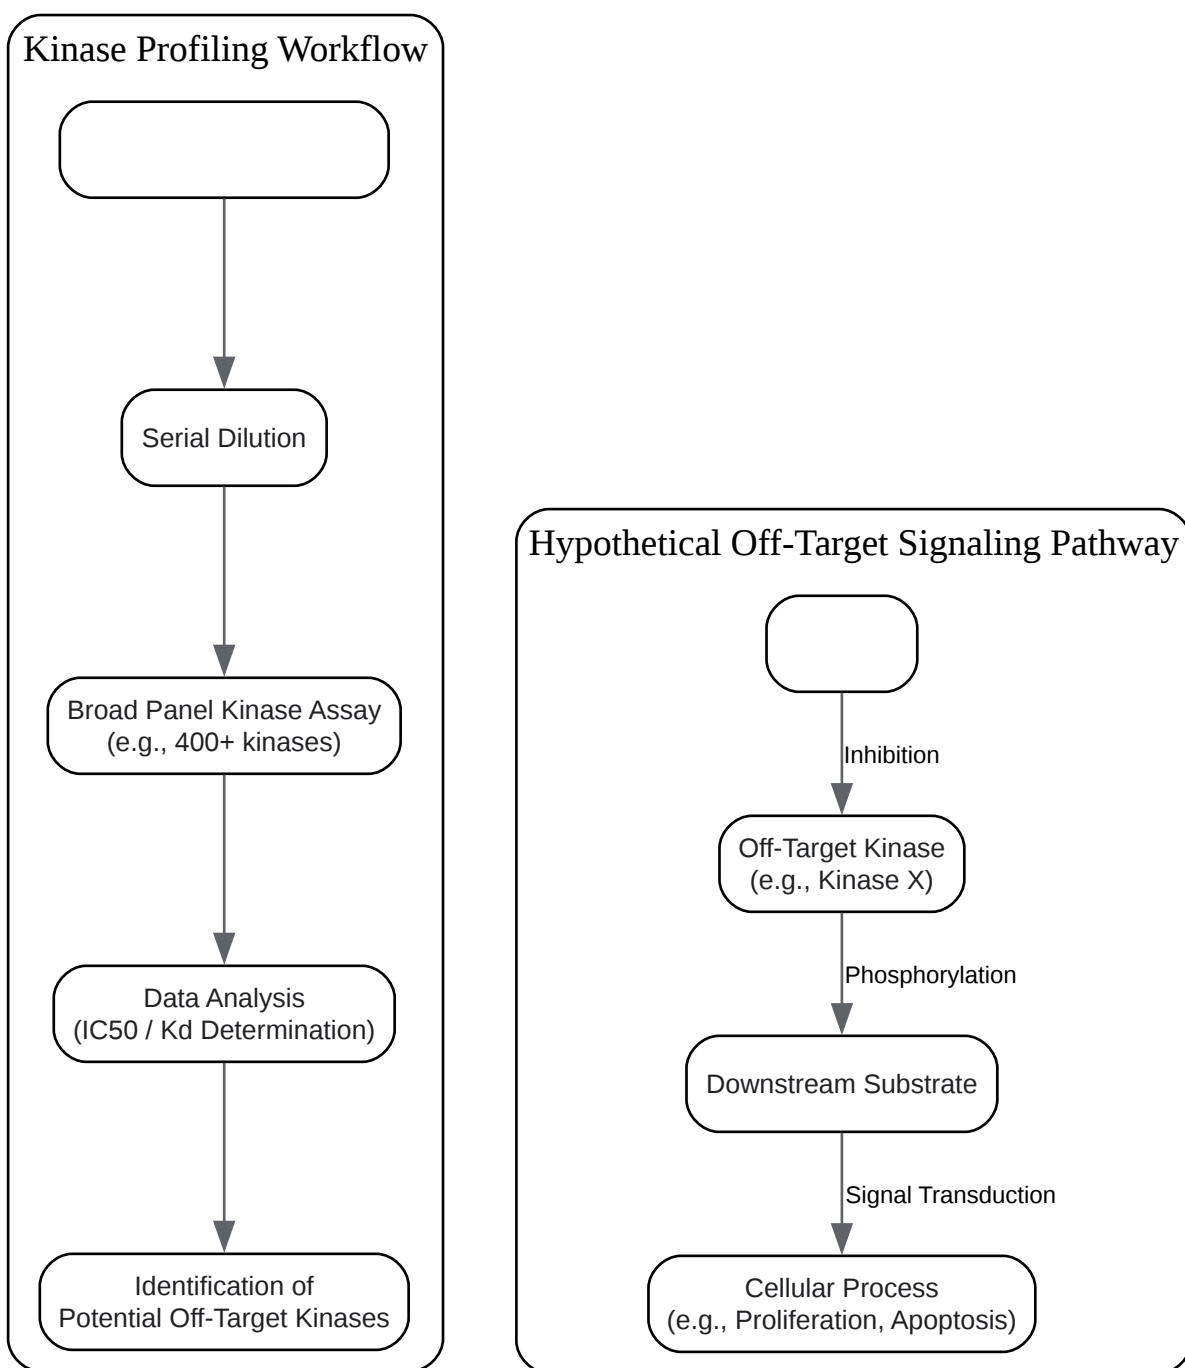 Kinase Profiling Workflow
Serial Dilution
Broad Panel Kinase Assay
(e.g., 400+ kinases)
Data Analysis
(IC50 / Kd Determination)
Identification of
Potential Off-Target Kinases
Hypothetical Off-Target Signaling Pathway
Inhibition
Off-Target Kinase
(e.g., Kinase X)
Phosphorylation
Downstream Substrate
Signal Transduction
Cellular Process
(e.g., Proliferation, Apoptosis)